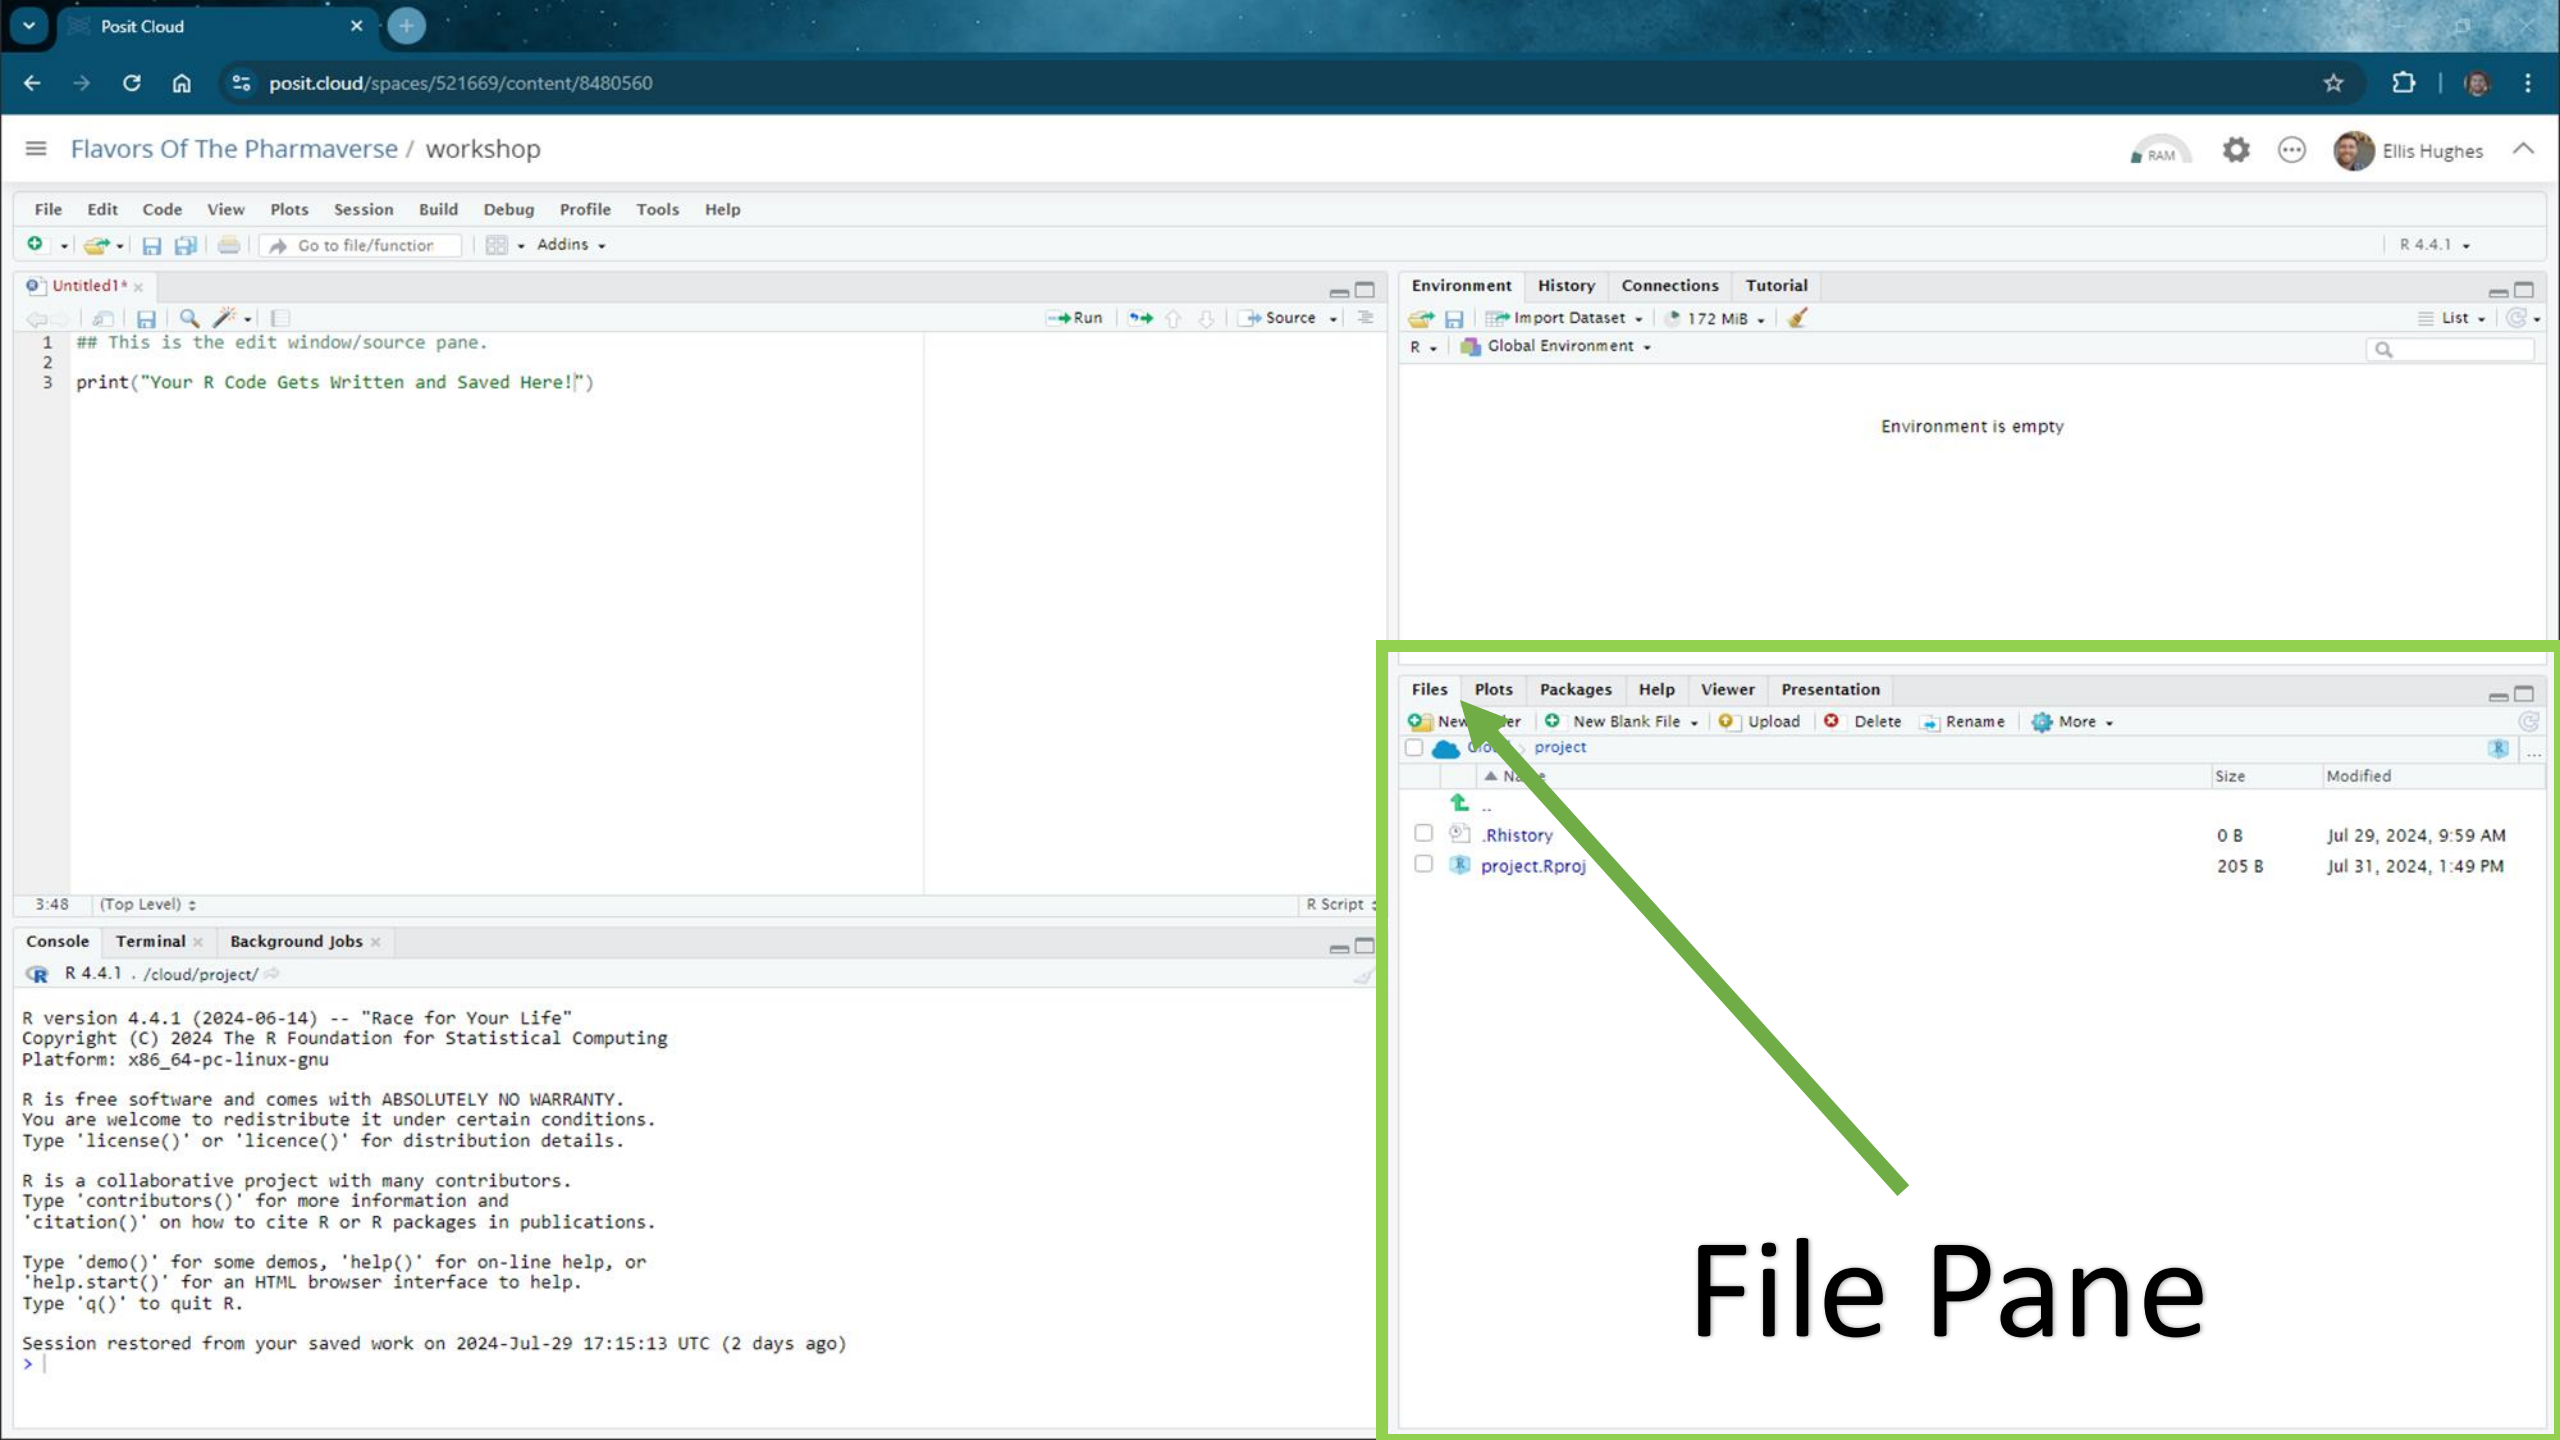 Posit Cloud
posit.cloud/spaces/521669/content/8480560
Flavors Of The Pharmaverse / workshop
RAM
Ellis Hughes
File Edit Code View Plots Session Build Debug Profile Tools Help
Go to file/function
Addins
R 4.4.1
Untitled1*
Run
Source
1 ## This is the edit window/source pane.
2
3 print("Your R Code Gets Written and Saved Here!")
3:48 (Top Level)
R Script
Environment History Connections Tutorial
Import Dataset
172 MiB
List
R
Global Environment
Environment is empty
Console Terminal Background Jobs
R 4.4.1 . /cloud/project/
R version 4.4.1 (2024-06-14) -- "Race for Your Life"
Copyright (C) 2024 The R Foundation for Statistical Computing
Platform: x86_64-pc-linux-gnu
R is free software and comes with ABSOLUTELY NO WARRANTY.
You are welcome to redistribute it under certain conditions.
Type 'license()' or 'licence()' for distribution details.
R is a collaborative project with many contributors.
Type 'contributors()' for more information and
'citation()' on how to cite R or R packages in publications.
Type 'demo()' for some demos, 'help()' for on-line help, or
'help.start()' for an HTML browser interface to help.
Type 'q()' to quit R.
Session restored from your saved work on 2024-Jul-29 17:15:13 UTC (2 days ago)
>
Files Plots Packages Help Viewer Presentation
New
New Blank File
Upload
Delete
Rename
More
project
Size
Modified
..
.Rhistory 0 B Jul 29, 2024, 9:59 AM
project.Rproj 205 B Jul 31, 2024, 1:49 PM
File Pane